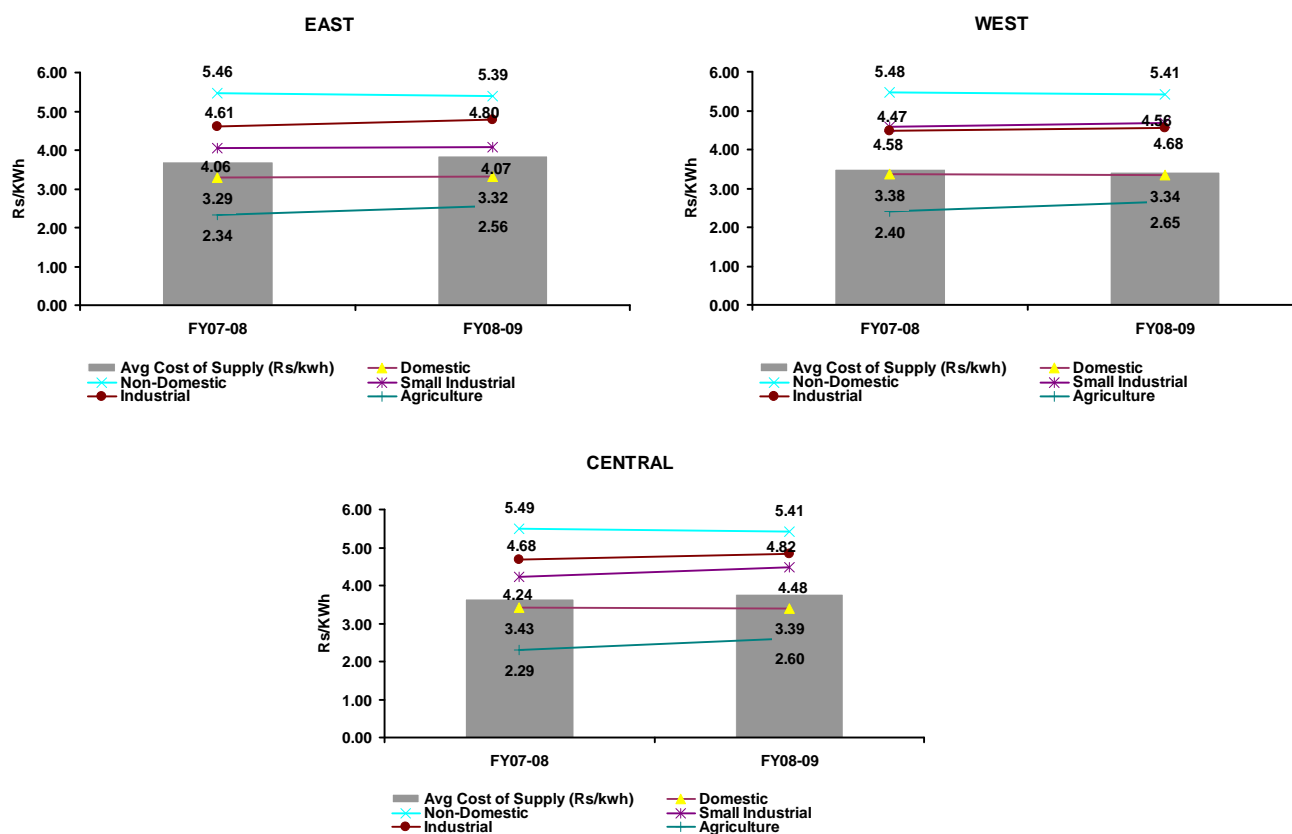 EAST
6.00
5.00
4.00
3.00
2.00
1.00
0.00
Rs/KWh
5.46 5.39
4.61 4.80
4.06 4.07
3.29 3.32
2.34 2.56
FY07-08 FY08-09
Avg Cost of Supply (Rs/kwh) Domestic
Non-Domestic Small Industrial
Industrial Agriculture
WEST
6.00
5.00
4.00
3.00
2.00
1.00
0.00
Rs/KWh
5.48 5.41
4.47 4.56
4.58 4.68
3.38 3.34
2.40 2.65
FY07-08 FY08-09
Avg Cost of Supply (Rs/kwh) Domestic
Non-Domestic Small Industrial
Industrial Agriculture
CENTRAL
6.00
5.00
4.00
3.00
2.00
1.00
0.00
Rs/KWh
5.49 5.41
4.68 4.82
4.24 4.48
3.43 3.39
2.29 2.60
FY07-08 FY08-09
Avg Cost of Supply (Rs/kwh) Domestic
Non-Domestic Small Industrial
Industrial Agriculture